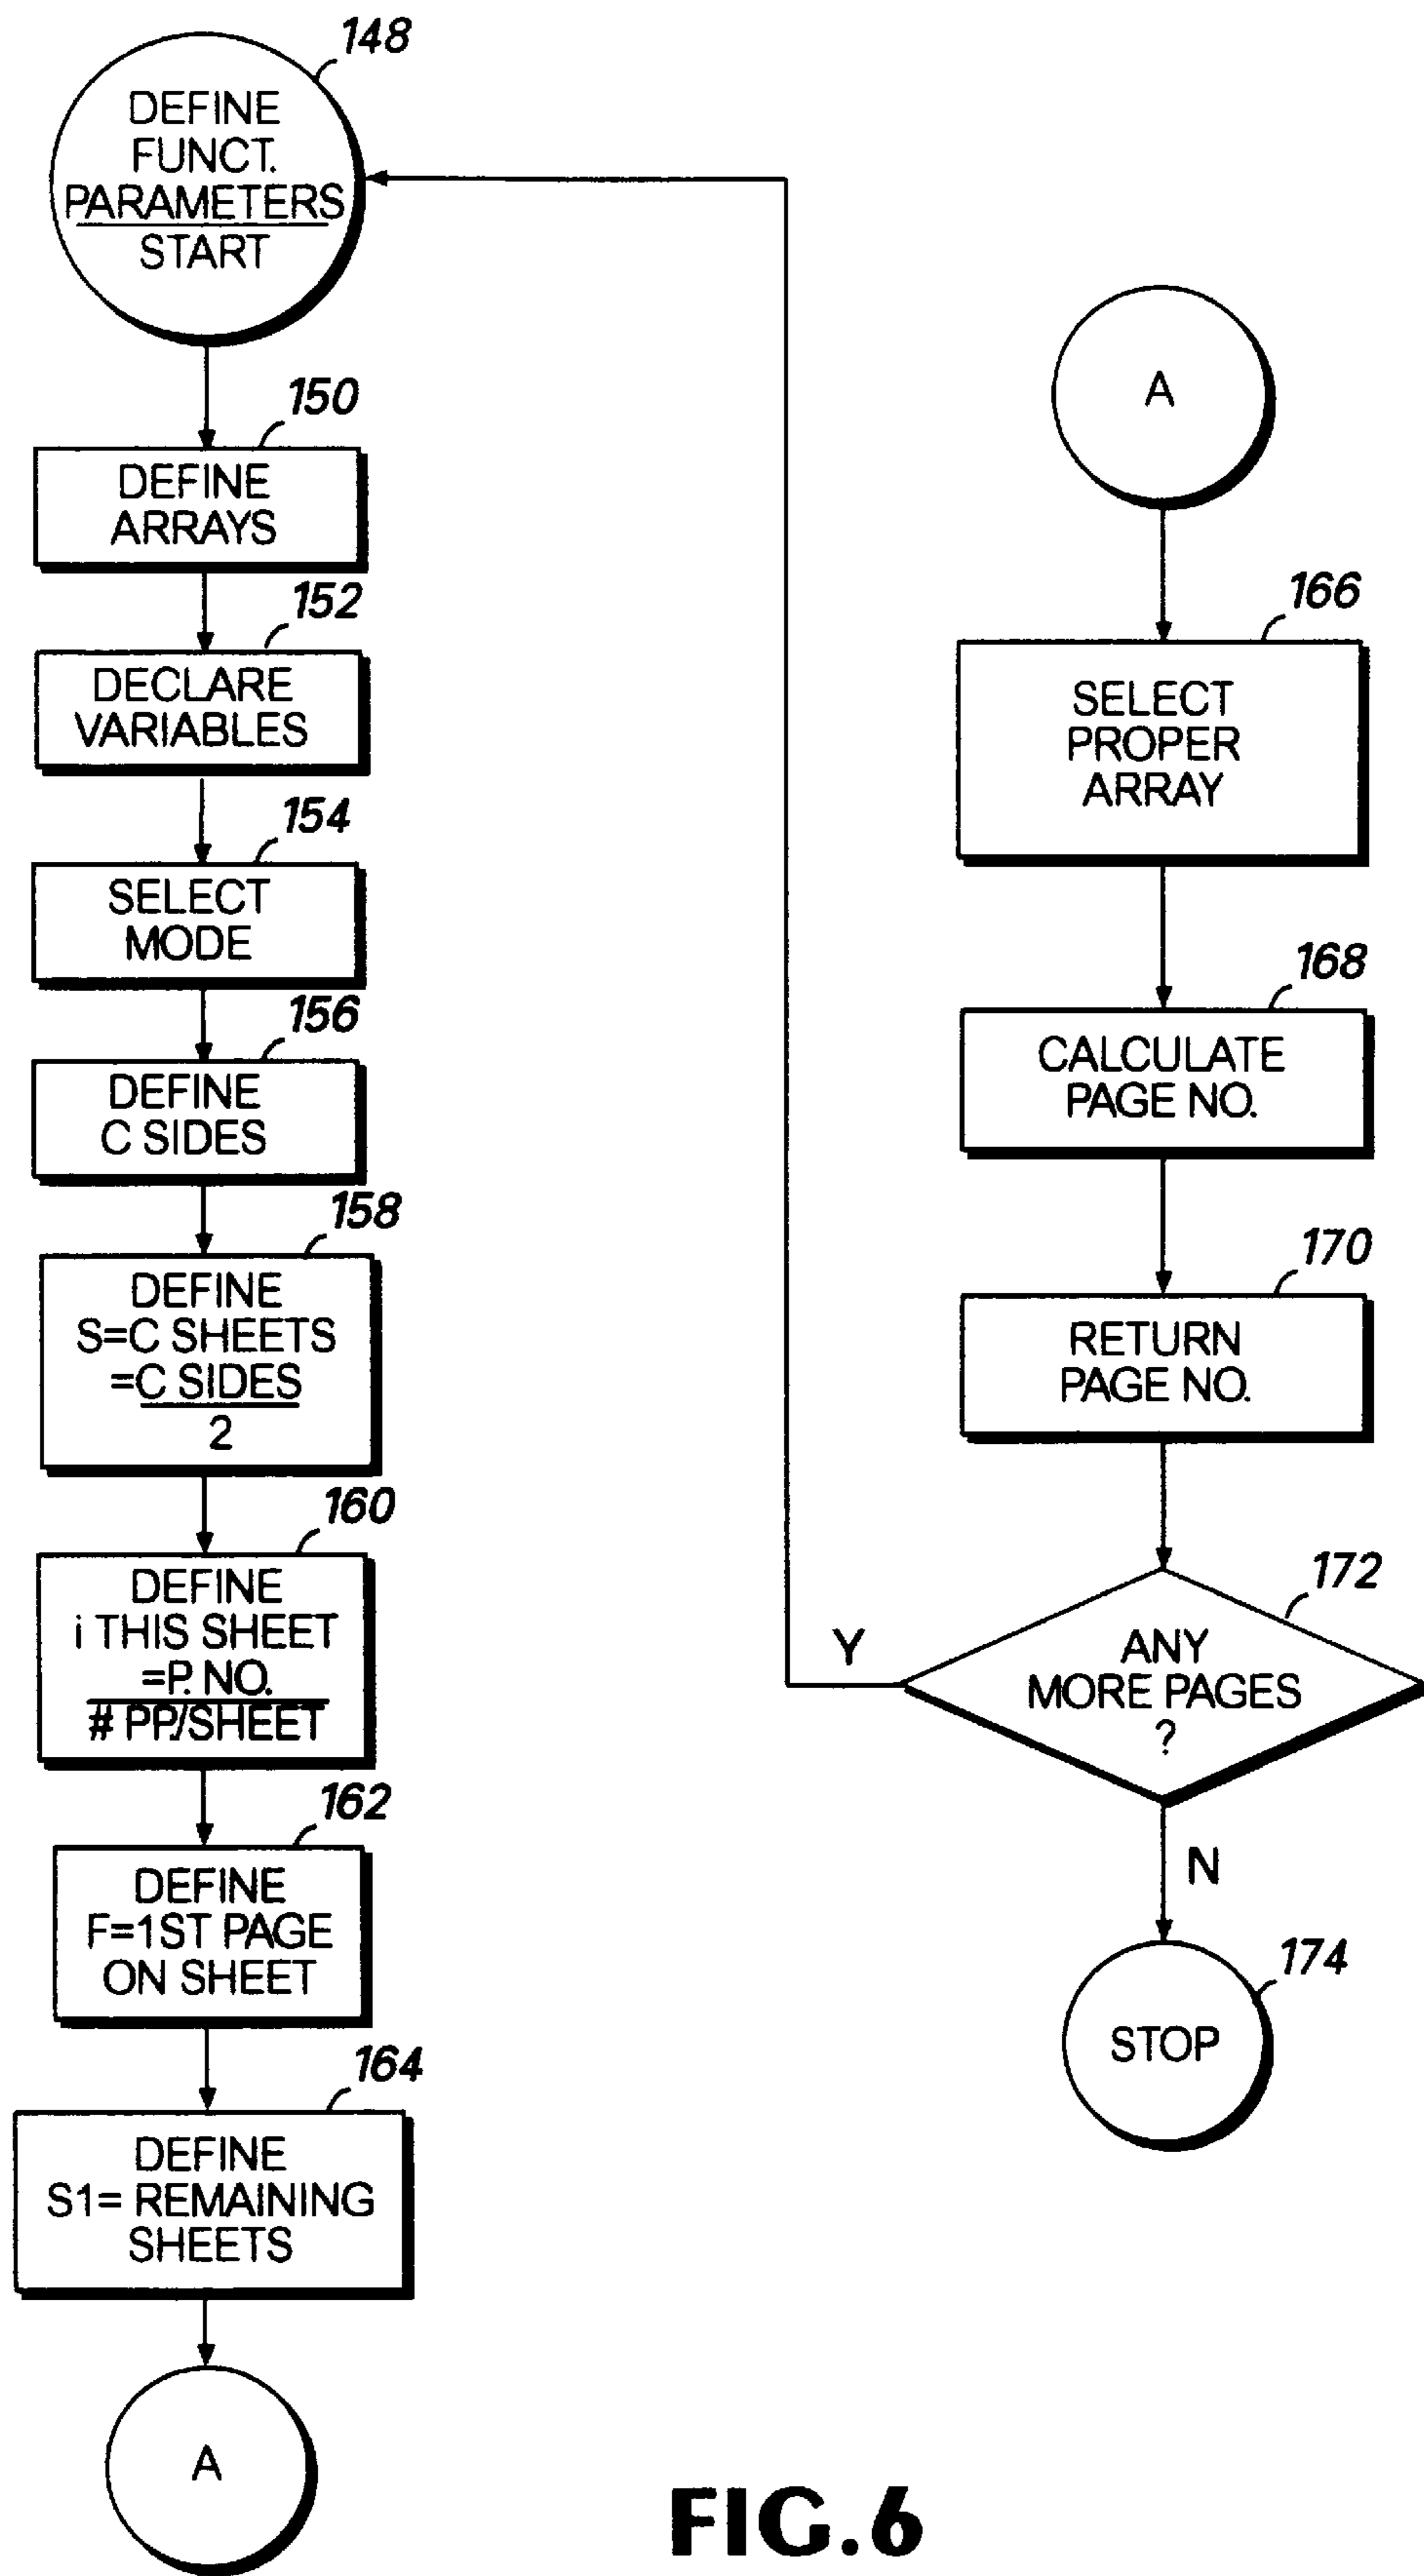 148
DEFINE
FUNCT.
PARAMETERS
START
150
DEFINE
ARRAYS
152
DECLARE
VARIABLES
154
SELECT
MODE
156
DEFINE
C SIDES
158
DEFINE
S=C SHEETS
=C SIDES
2
160
DEFINE
i THIS SHEET
=P. NO.
# PP./SHEET
162
DEFINE
F=1ST PAGE
ON SHEET
164
DEFINE
S1= REMAINING
SHEETS
A
A
166
SELECT
PROPER
ARRAY
168
CALCULATE
PAGE NO.
170
RETURN
PAGE NO.
172
ANY
MORE PAGES
?
Y
N
174
STOP
FIG.6